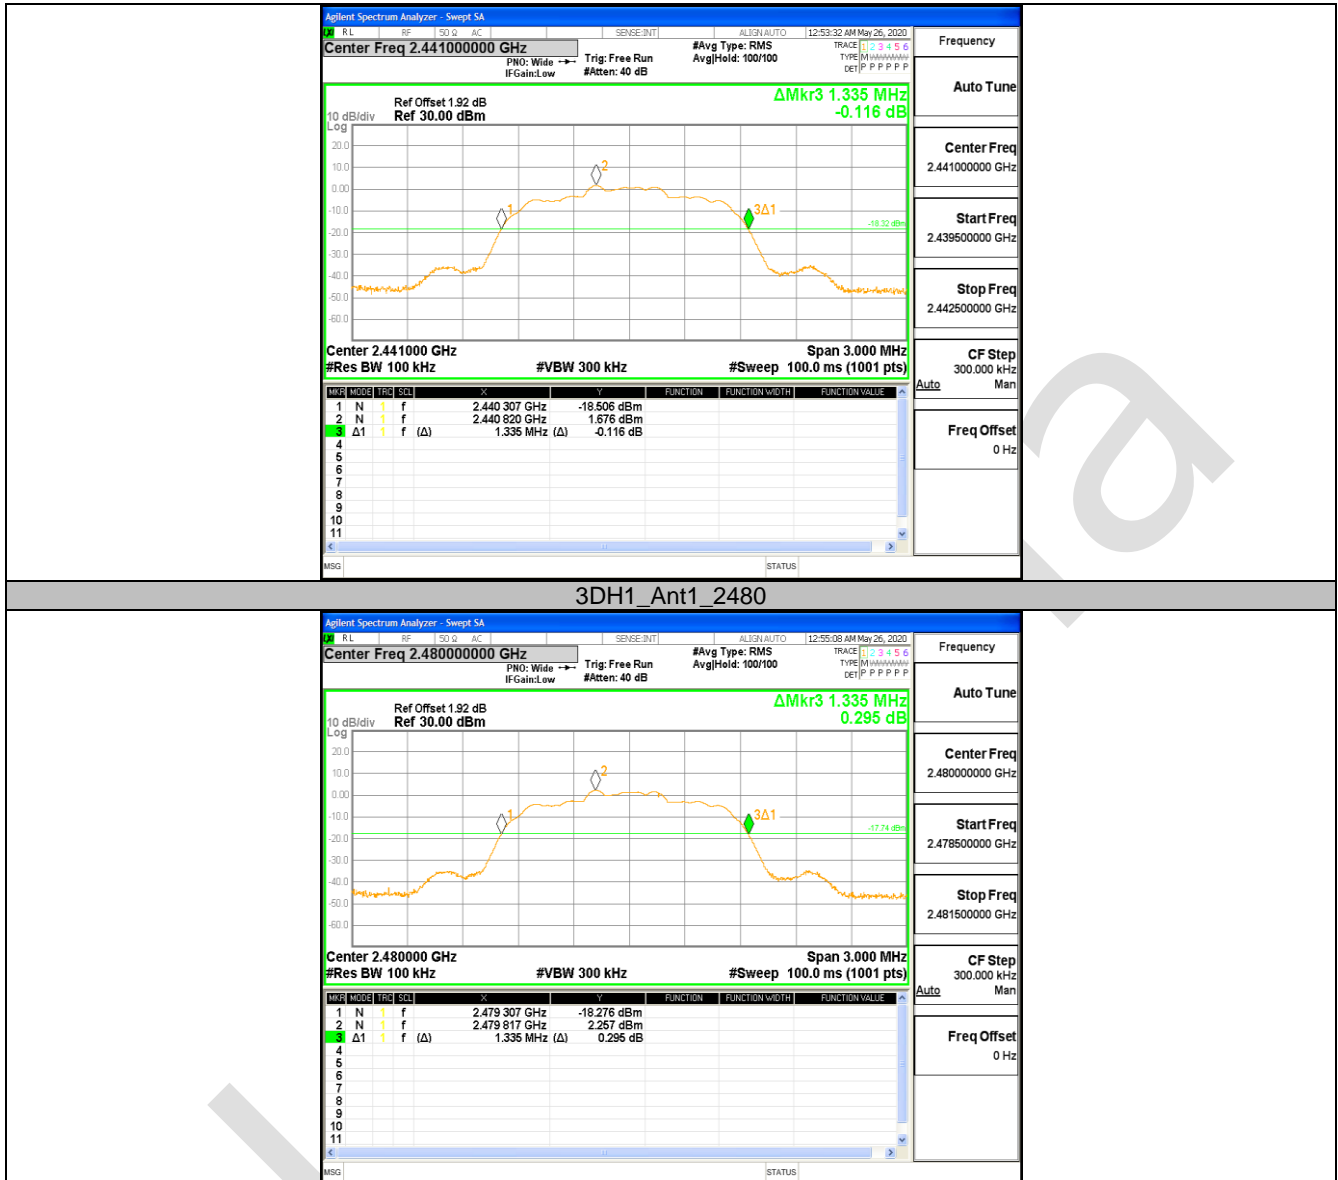 Agilent Spectrum Analyzer - Swept SA
RL RF 50 Ω AC SENSE:INT ALIGN AUTO 12:53:32 AM May 26, 2020
Center Freq 2.441000000 GHz
#Avg Type: RMS
TRACE 1 2 3 4 5 6
PNO: Wide
Trig: Free Run
Avg|Hold: 100/100
TYPE M WWWWW
IFGain:Low
#Atten: 40 dB
DET P P P P P P
ΔMkr3 1.335 MHz
-0.116 dB
Ref Offset 1.92 dB
10 dB/div Ref 30.00 dBm
Log
20.0
10.0
0.00
-10.0
-20.0
-30.0
-40.0
-50.0
-60.0
1
2
3Δ1
-18.32 dBm
Center 2.441000 GHz Span 3.000 MHz
#Res BW 100 kHz #VBW 300 kHz #Sweep 100.0 ms (1001 pts)
MKR MODE TRC SCL X Y FUNCTION FUNCTION WIDTH FUNCTION VALUE
1 N 1 f 2.440 307 GHz -18.506 dBm
2 N 1 f 2.440 820 GHz 1.676 dBm
3 Δ1 1 f (Δ) 1.335 MHz (Δ) -0.116 dB
4
5
6
7
8
9
10
11
MSG STATUS
Frequency
Auto Tune
Center Freq
2.441000000 GHz
Start Freq
2.439500000 GHz
Stop Freq
2.442500000 GHz
CF Step
300.000 kHz
Auto Man
Freq Offset
0 Hz
3DH1_Ant1_2480
Agilent Spectrum Analyzer - Swept SA
RL RF 50 Ω AC SENSE:INT ALIGN AUTO 12:55:08 AM May 26, 2020
Center Freq 2.480000000 GHz
#Avg Type: RMS
TRACE 1 2 3 4 5 6
PNO: Wide
Trig: Free Run
Avg|Hold: 100/100
TYPE M WWWWW
IFGain:Low
#Atten: 40 dB
DET P P P P P P
ΔMkr3 1.335 MHz
0.295 dB
Ref Offset 1.92 dB
10 dB/div Ref 30.00 dBm
Log
20.0
10.0
0.00
-10.0
-20.0
-30.0
-40.0
-50.0
-60.0
1
2
3Δ1
-17.74 dBm
Center 2.480000 GHz Span 3.000 MHz
#Res BW 100 kHz #VBW 300 kHz #Sweep 100.0 ms (1001 pts)
MKR MODE TRC SCL X Y FUNCTION FUNCTION WIDTH FUNCTION VALUE
1 N 1 f 2.479 307 GHz -18.276 dBm
2 N 1 f 2.479 817 GHz 2.257 dBm
3 Δ1 1 f (Δ) 1.335 MHz (Δ) 0.295 dB
4
5
6
7
8
9
10
11
MSG STATUS
Frequency
Auto Tune
Center Freq
2.480000000 GHz
Start Freq
2.478500000 GHz
Stop Freq
2.481500000 GHz
CF Step
300.000 kHz
Auto Man
Freq Offset
0 Hz